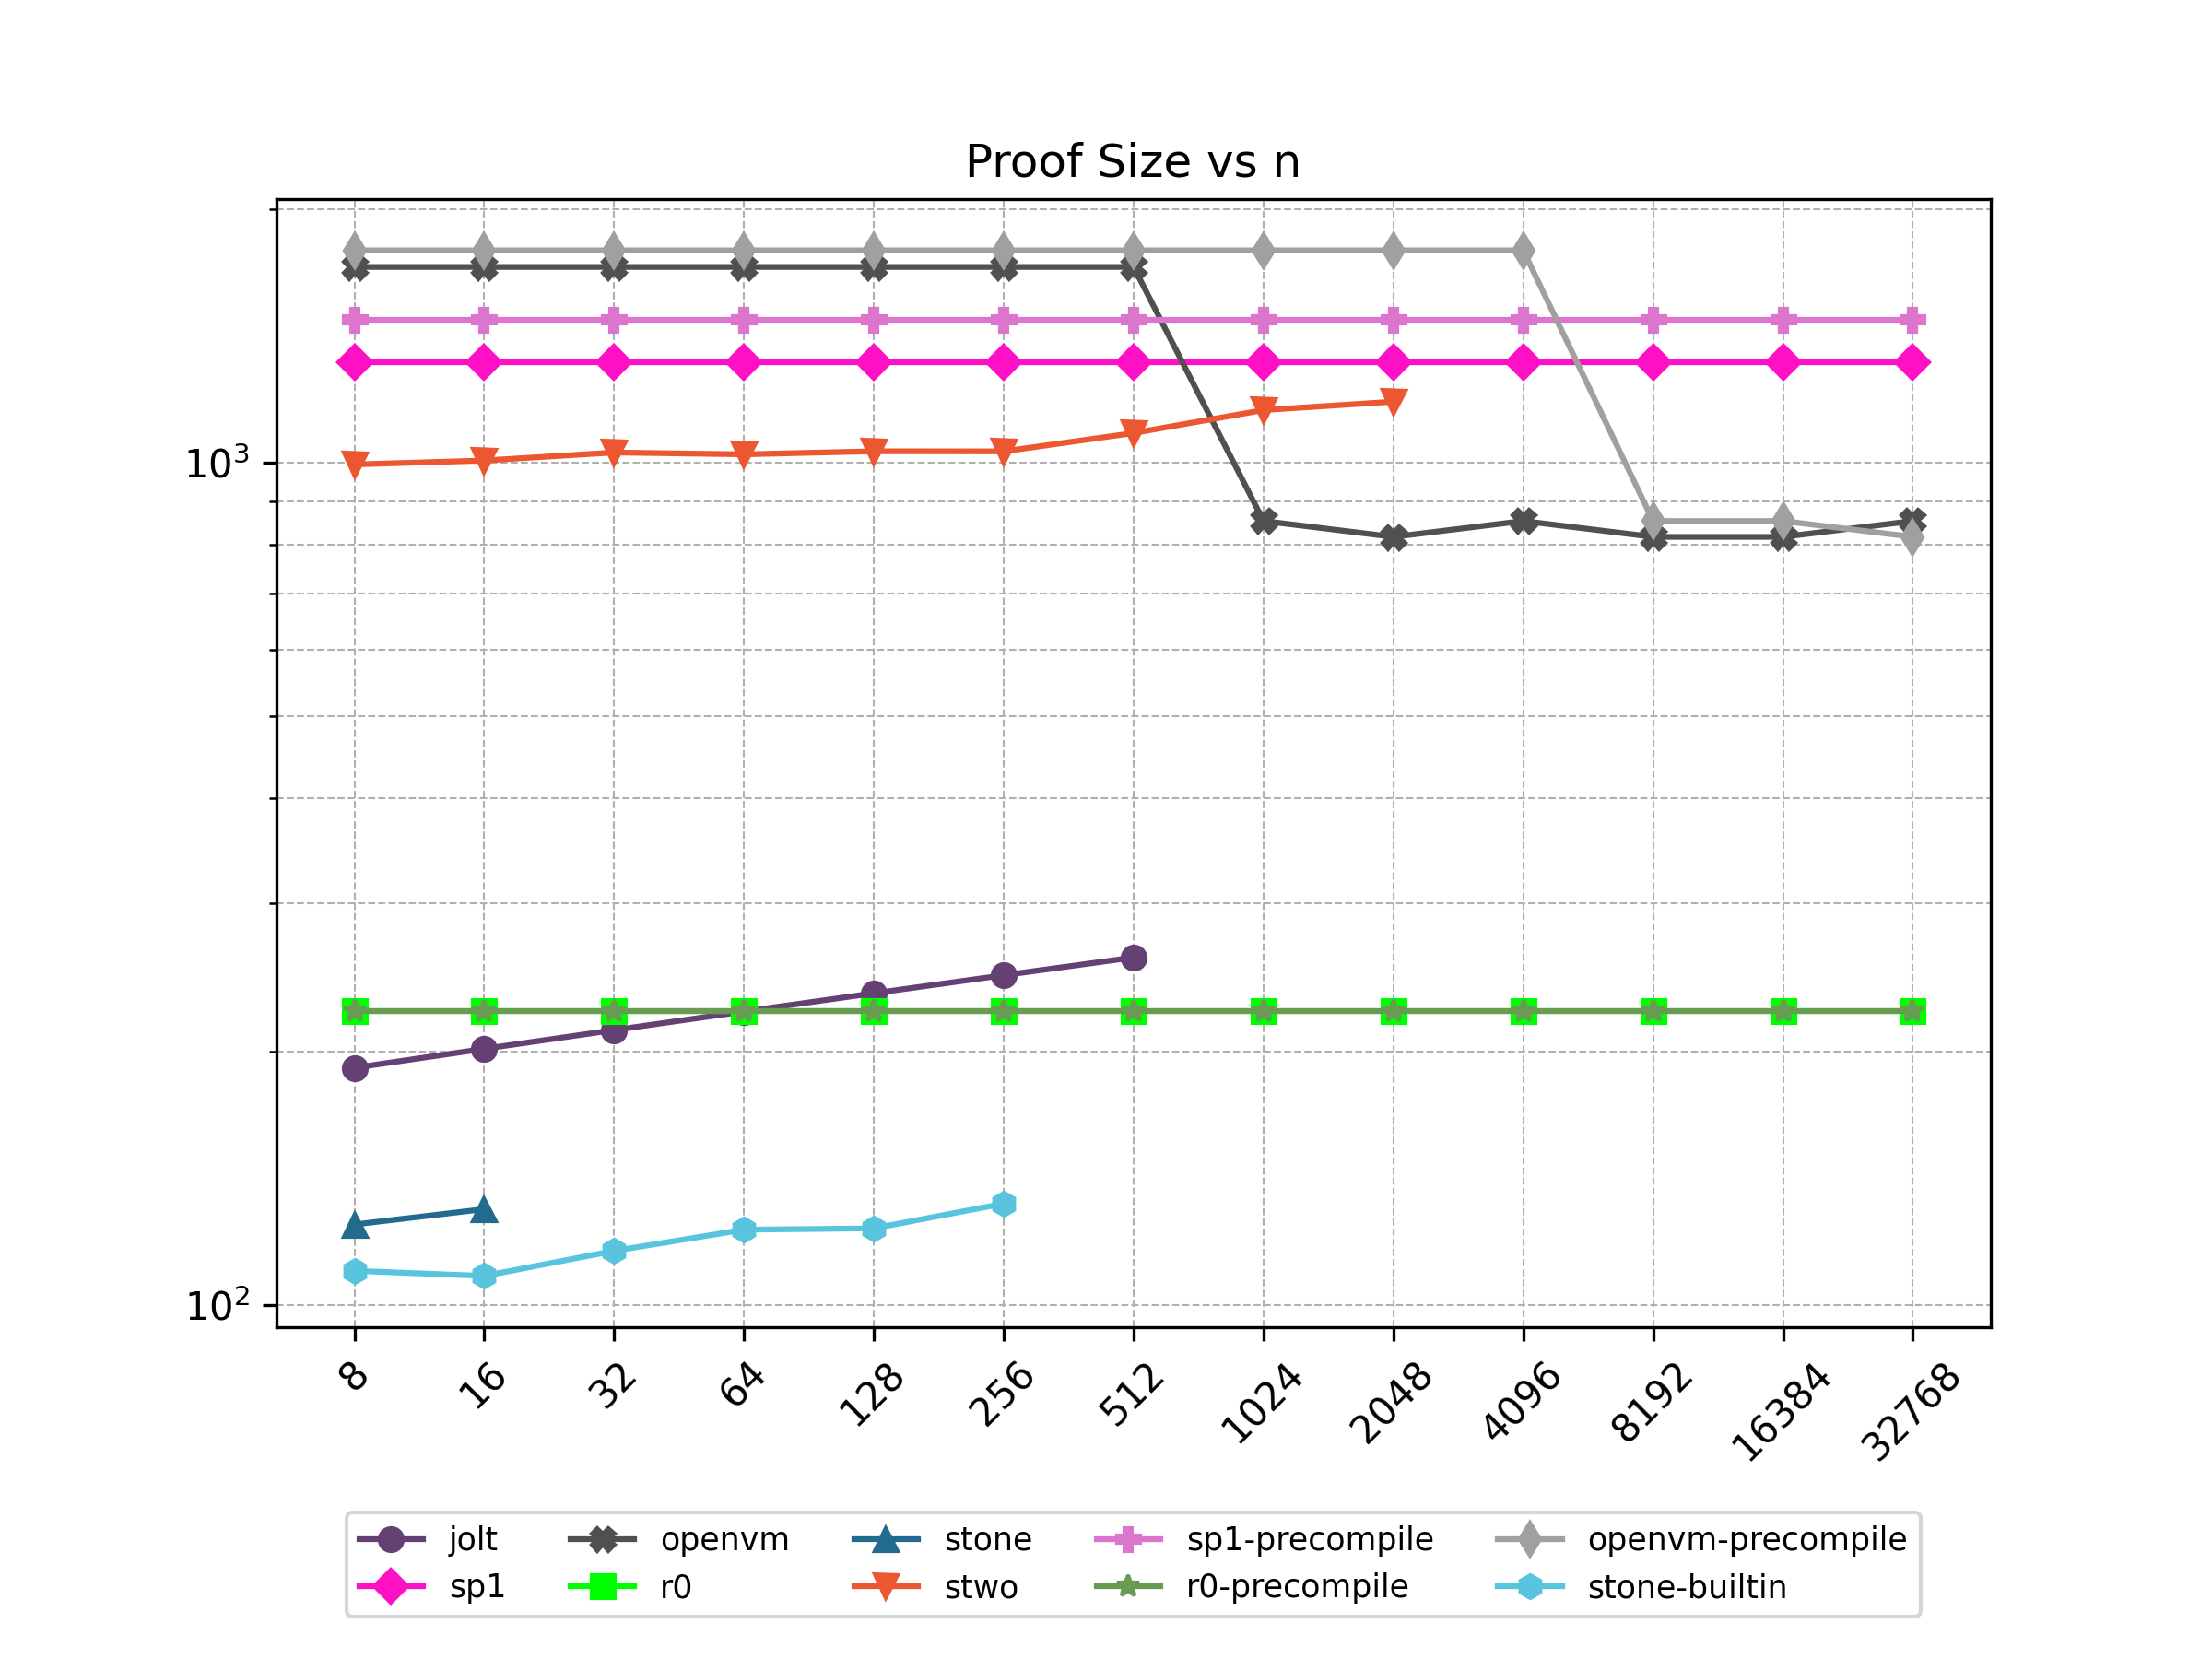 Proof Size vs n
10³
10²
8 16 32 64 128 256 512 1024 2048 4096 8192 16384 32768
jolt openvm stone sp1-precompile openvm-precompile
sp1 r0 stwo r0-precompile stone-builtin